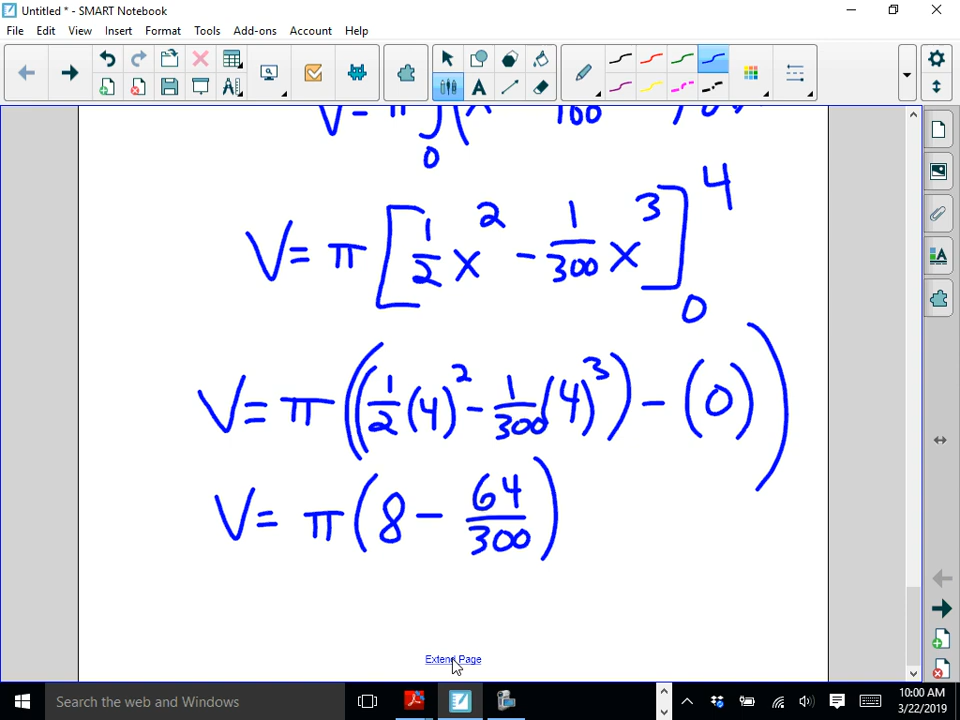 Untitled * - SMART Notebook
File Edit View Insert Format Tools Add-ons Account Help
V = π ∫ (x 100
0
V = π [1/2 x^2 - 1/300 x^3]_0^4
V = π((1/2 (4)^2 - 1/300 (4)^3) - (0))
V = π(8 - 64/300)
Extend Page
Search the web and Windows
10:00 AM
3/22/2019